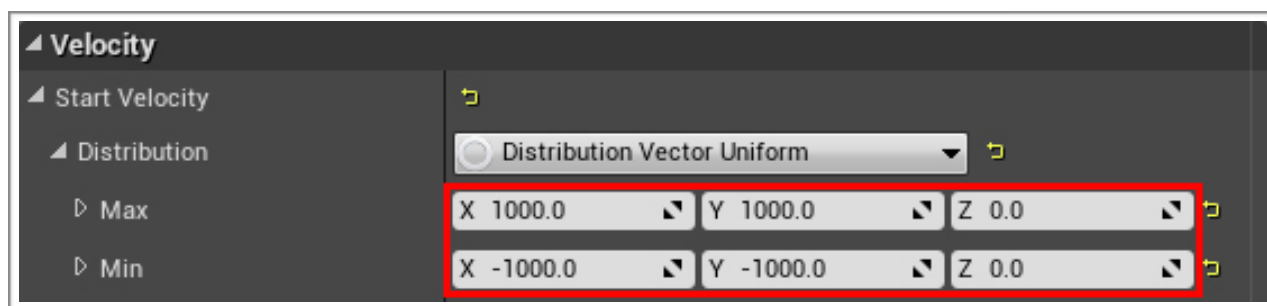 Velocity
Start Velocity
Distribution Distribution Vector Uniform
Max X 1000.0 Y 1000.0 Z 0.0
Min X -1000.0 Y -1000.0 Z 0.0